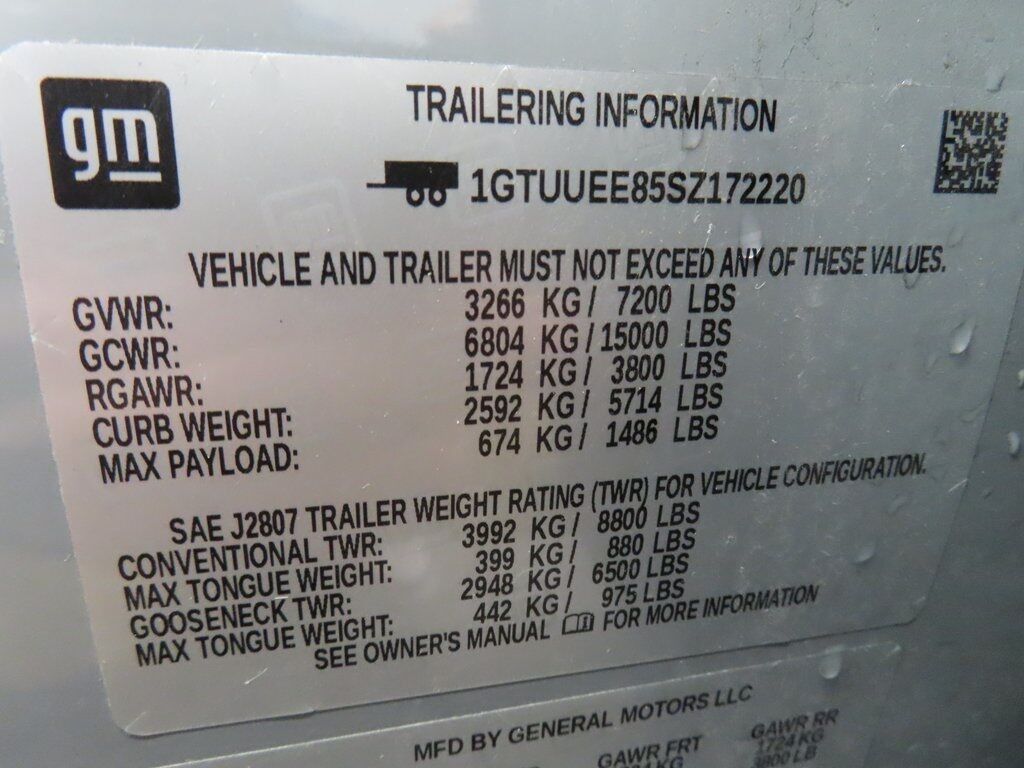 gm
TRAILERING INFORMATION
1GTUUEE85SZ172220
VEHICLE AND TRAILER MUST NOT EXCEED ANY OF THESE VALUES.
GVWR: 3266 KG / 7200 LBS
GCWR: 6804 KG / 15000 LBS
RGAWR: 1724 KG / 3800 LBS
CURB WEIGHT: 2592 KG / 5714 LBS
MAX PAYLOAD: 674 KG / 1486 LBS
SAE J2807 TRAILER WEIGHT RATING (TWR) FOR VEHICLE CONFIGURATION.
CONVENTIONAL TWR: 3992 KG / 8800 LBS
MAX TONGUE WEIGHT: 399 KG / 880 LBS
GOOSENECK TWR: 2948 KG / 6500 LBS
MAX TONGUE WEIGHT: 442 KG / 975 LBS
SEE OWNER'S MANUAL FOR MORE INFORMATION
MFD BY GENERAL MOTORS LLC
GAWR FRT GAWR RR
KG 1724 KG
3800 LB